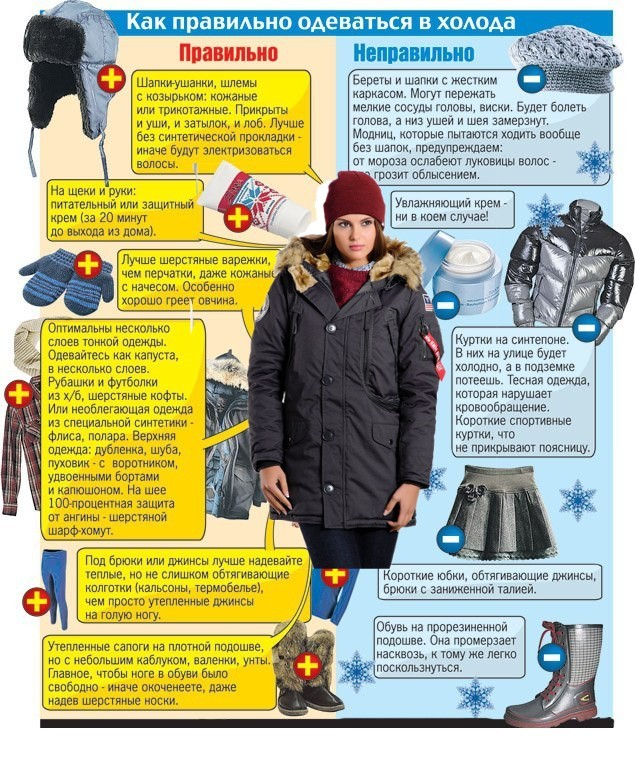 Как правильно одеваться в холода
Правильно
Неправильно
Шапки-ушанки, шлемы
с козырьком: кожаные
или трикотажные. Прикрыты
и уши, и затылок, и лоб. Лучше
без синтетической прокладки -
иначе будут электризоваться
волосы.
Береты и шапки с жестким
каркасом. Могут пережать
мелкие сосуды головы, виски. Будет болеть
голова, а низ ушей и шея замерзнут.
Модниц, которые пытаются ходить вообще
без шапок, предупреждаем:
от мороза ослабеют луковицы волос -
грозит облысением.
На щеки и руки:
питательный или защитный
крем (за 20 минут
до выхода из дома).
Увлажняющий крем -
ни в коем случае!
Лучше шерстяные варежки,
чем перчатки, даже кожаные
с начесом. Особенно
хорошо греет овчина.
Оптимальны несколько
слоев тонкой одежды.
Одевайтесь как капуста,
в несколько слоев.
Рубашки и футболки
из х/б, шерстяные кофты.
Или необлегающая одежда
из специальной синтетики -
флиса, полара. Верхняя
одежда: дубленка, шуба,
пуховик - с воротником,
удвоенными бортами
и капюшоном. На шее
100-процентная защита
от ангины - шерстяной
шарф-хомут.
Куртки на синтепоне.
В них на улице будет
холодно, а в подземке
потеешь. Тесная одежда,
которая нарушает
кровообращение.
Короткие спортивные
куртки, что
не прикрывают поясницу.
Под брюки или джинсы лучше надевайте
теплые, но не слишком обтягивающие
колготки (кальсоны, термобелье),
чем просто утепленные джинсы
на голую ногу.
Короткие юбки, обтягивающие джинсы,
брюки с заниженной талией.
Утепленные сапоги на плотной подошве,
но с небольшим каблуком, валенки, унты.
Главное, чтобы ноге в обуви было
свободно - иначе окоченеете, даже
надев шерстяные носки.
Обувь на прорезиненной
подошве. Она промерзает
насквозь, к тому же легко
поскользнуться.